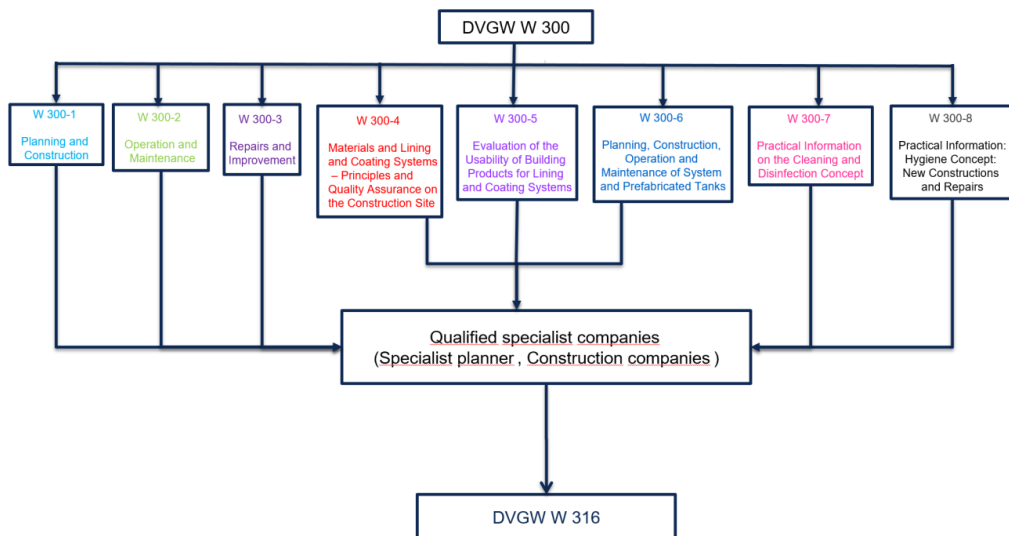 DVGW W 300
W 300-1
Planning and
Construction
W 300-2
Operation and
Maintenance
W 300-3
Repairs and
Improvement
W 300-4
Materials and Lining
and Coating Systems
– Principles and
Quality Assurance on
the Construction Site
W 300-5
Evaluation of the
Usability of Building
Products for Lining
and Coating Systems
W 300-6
Planning, Construction,
Operation and
Maintenance of System
and Prefabricated Tanks
W 300-7
Practical Information
on the Cleaning and
Disinfection Concept
W 300-8
Practical Information:
Hygiene Concept:
New Constructions
and Repairs
Qualified specialist companies
(Specialist planner , Construction companies )
DVGW W 316